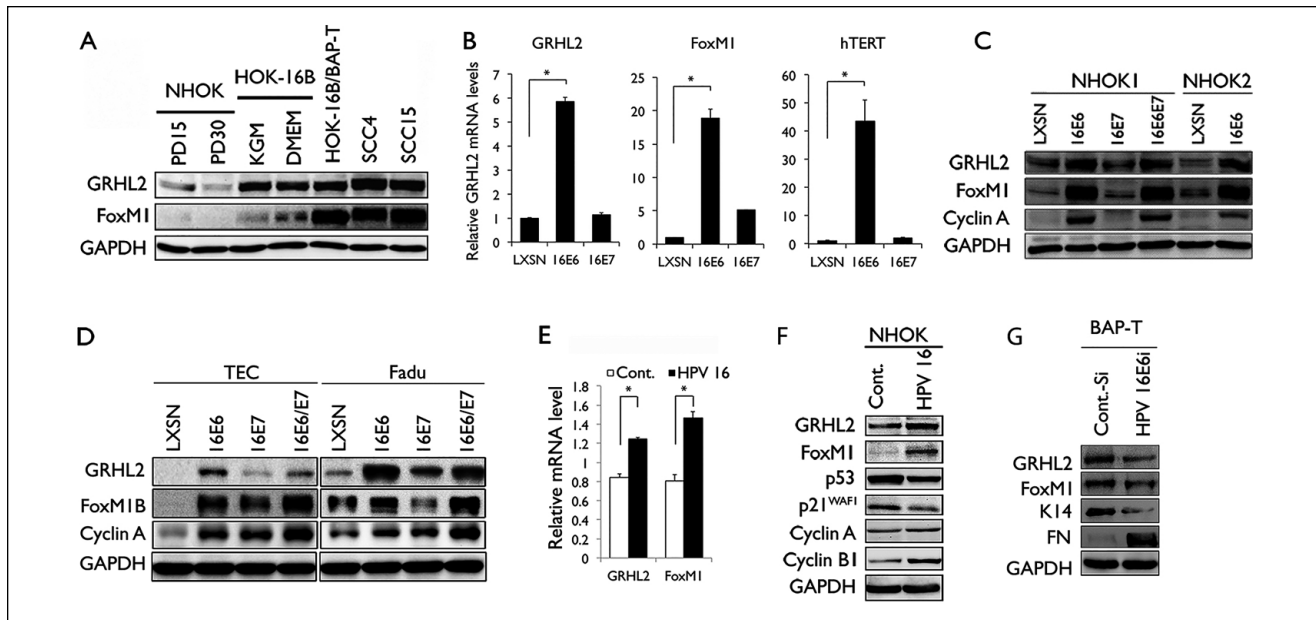 A
NHOK
HOK-16B
PD15
PD30
KGM
DMEM
HOK-16B/BAP-T
SCC4
SCC15
GRHL2
FoxM1
GAPDH
B
GRHL2
FoxM1
hTERT
Relative GRHL2 mRNA levels
7
6
5
4
3
2
1
0
*
LXSN 16E6 16E7
25
20
15
10
5
0
*
LXSN 16E6 16E7
60
50
40
30
20
10
0
*
LXSN 16E6 16E7
C
NHOK1
NHOK2
LXSN
16E6
16E7
16E6E7
LXSN
16E6
GRHL2
FoxM1
Cyclin A
GAPDH
D
TEC
Fadu
LXSN
16E6
16E7
16E6/E7
LXSN
16E6
16E7
16E6/E7
GRHL2
FoxM1B
Cyclin A
GAPDH
E
Cont. HPV 16
Relative mRNA level
1.8
1.6
1.4
1.2
1
0.8
0.6
0.4
0.2
0
*
*
GRHL2 FoxM1
F
NHOK
Cont.
HPV 16
GRHL2
FoxM1
p53
p21WAF1
Cyclin A
Cyclin B1
GAPDH
G
BAP-T
Cont.-Si
HPV 16E6i
GRHL2
FoxM1
K14
FN
GAPDH